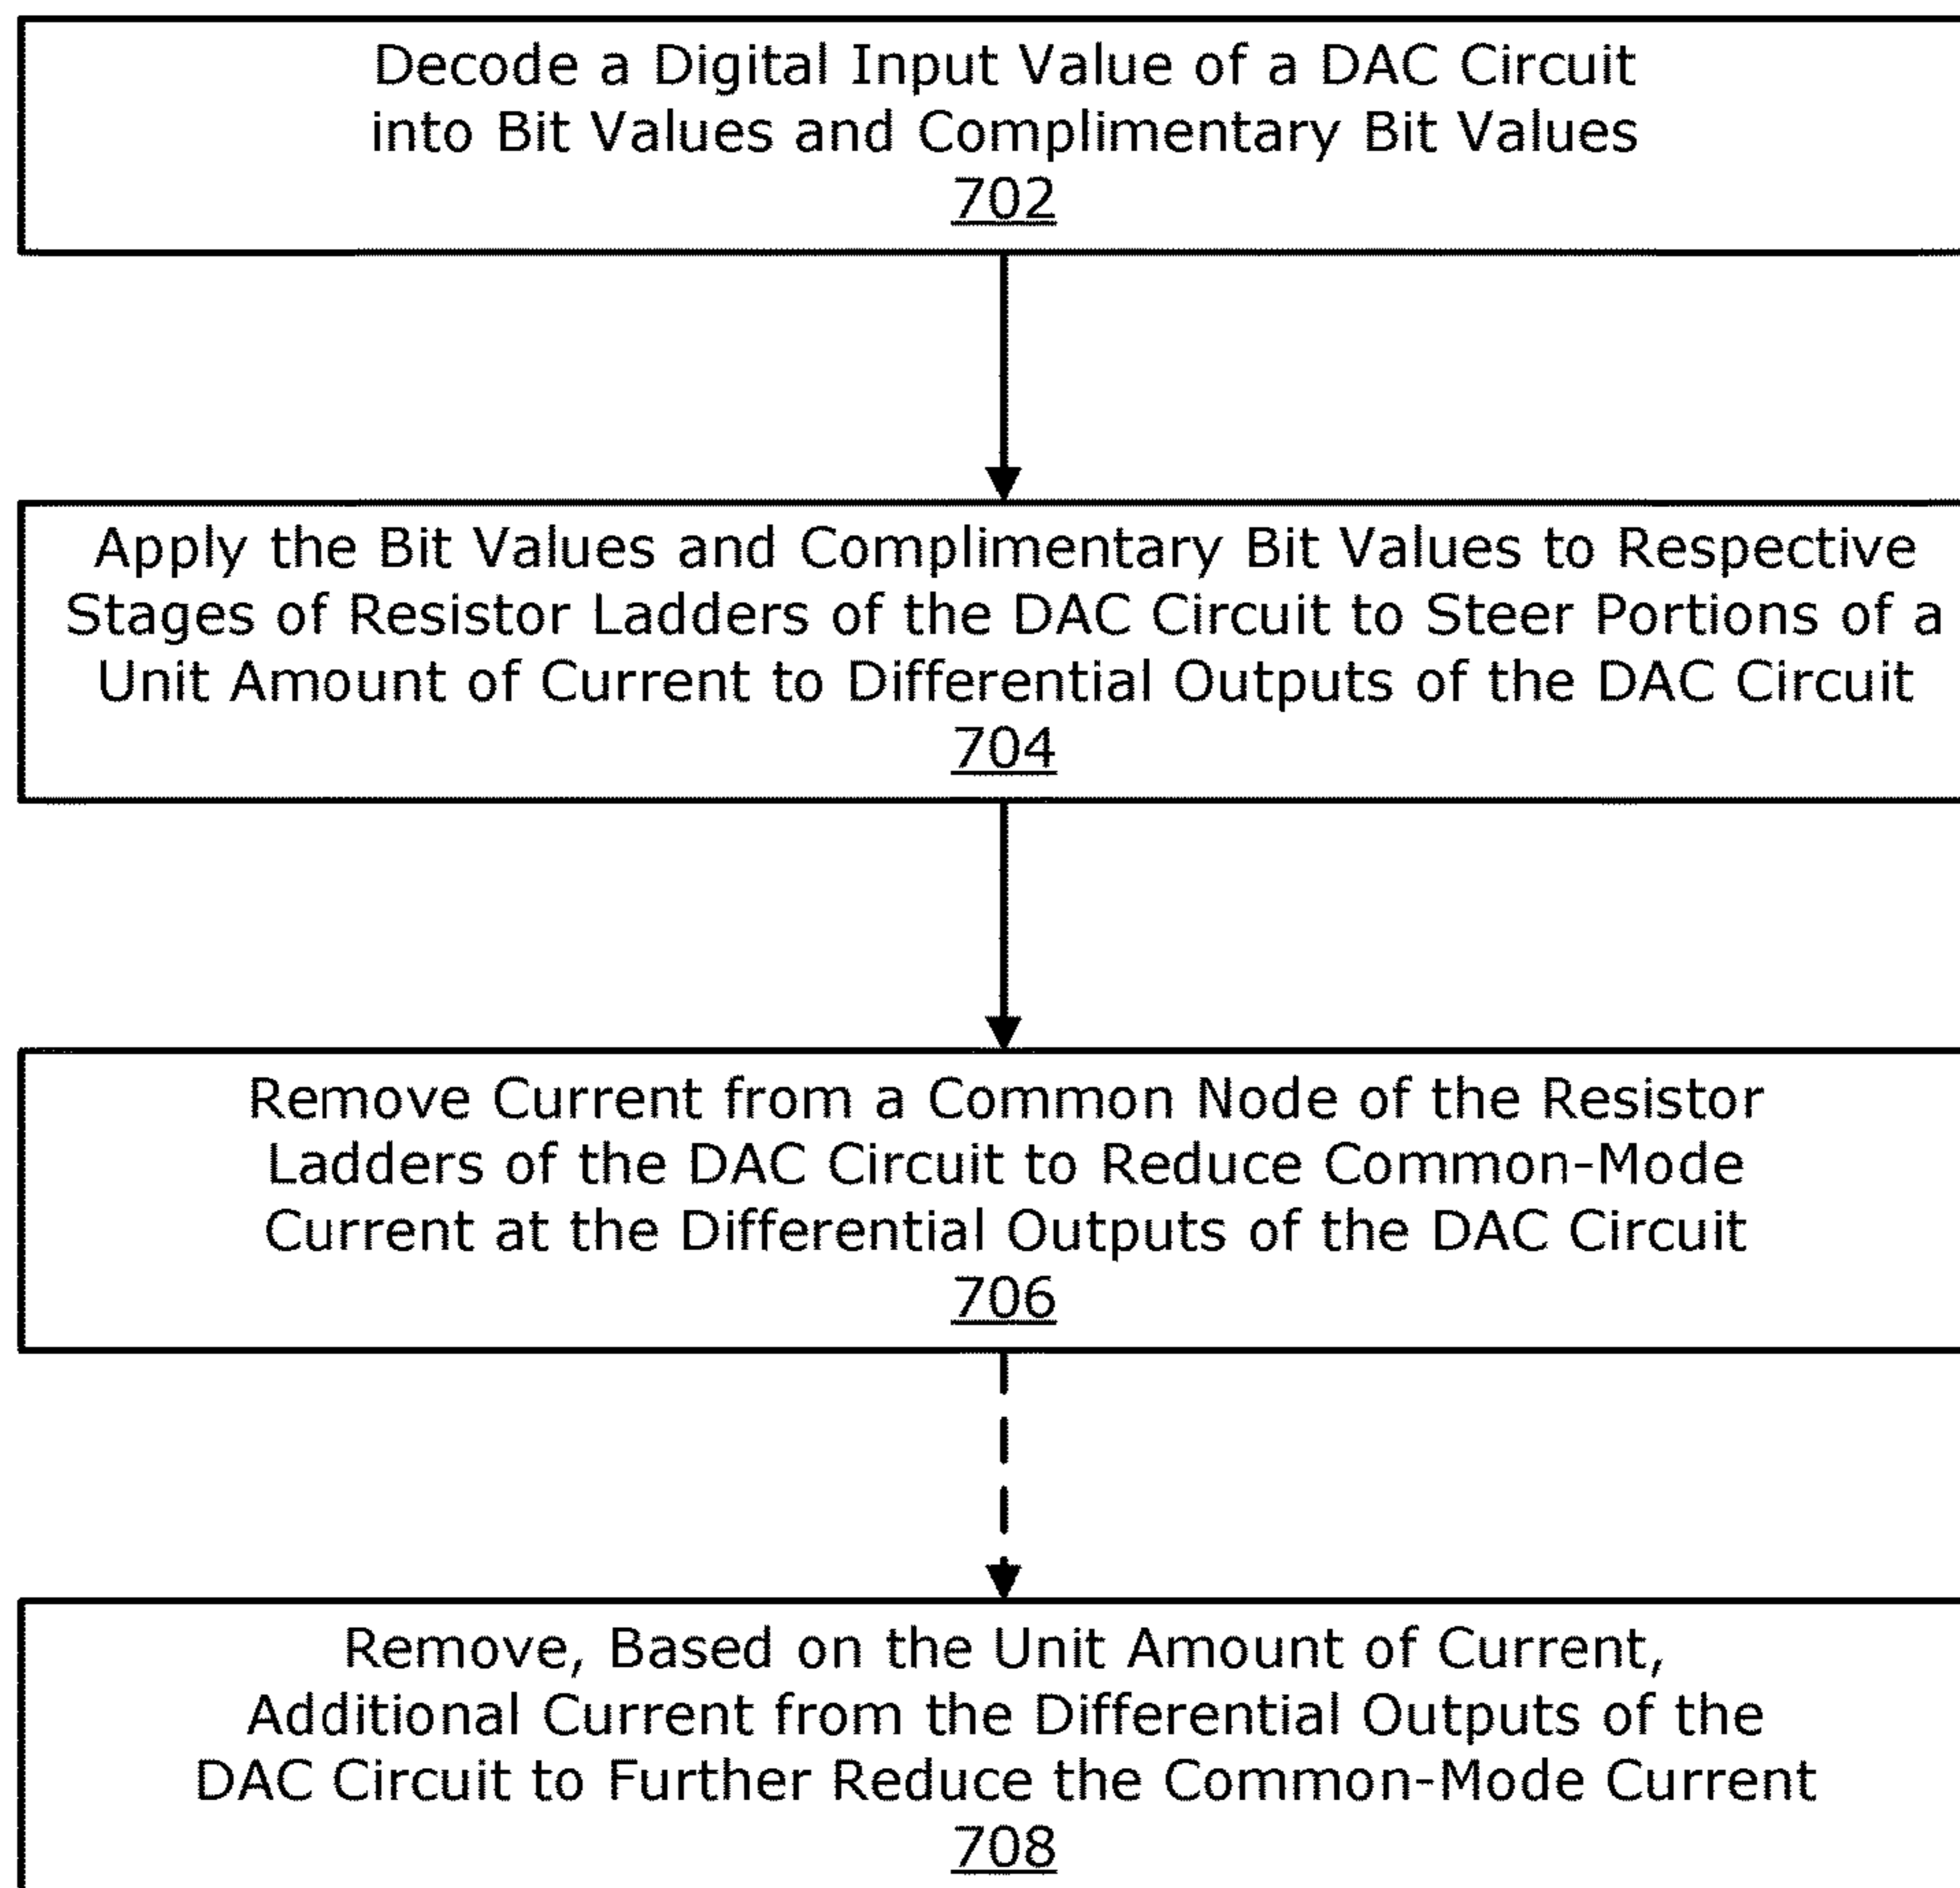 Decode a Digital Input Value of a DAC Circuit
into Bit Values and Complimentary Bit Values
702
Apply the Bit Values and Complimentary Bit Values to Respective
Stages of Resistor Ladders of the DAC Circuit to Steer Portions of a
Unit Amount of Current to Differential Outputs of the DAC Circuit
704
Remove Current from a Common Node of the Resistor
Ladders of the DAC Circuit to Reduce Common-Mode
Current at the Differential Outputs of the DAC Circuit
706
Remove, Based on the Unit Amount of Current,
Additional Current from the Differential Outputs of the
DAC Circuit to Further Reduce the Common-Mode Current
708